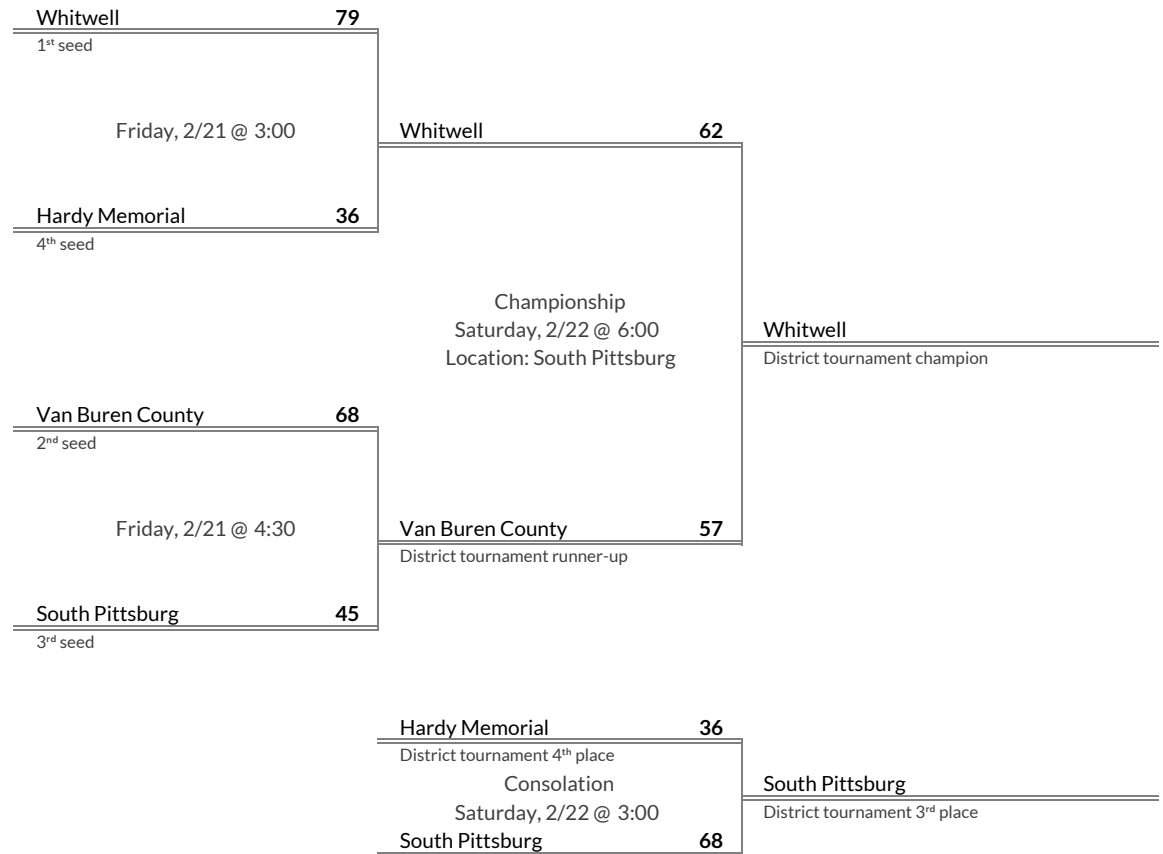 Whitwell 79
1st seed
Friday, 2/21 @ 3:00
Whitwell 62
Hardy Memorial 36
4th seed
Championship
Saturday, 2/22 @ 6:00
Location: South Pittsburg
Whitwell
District tournament champion
Van Buren County 68
2nd seed
Friday, 2/21 @ 4:30
Van Buren County 57
District tournament runner-up
South Pittsburg 45
3rd seed
Hardy Memorial 36
District tournament 4th place
Consolation
Saturday, 2/22 @ 3:00
South Pittsburg 68
South Pittsburg
District tournament 3rd place